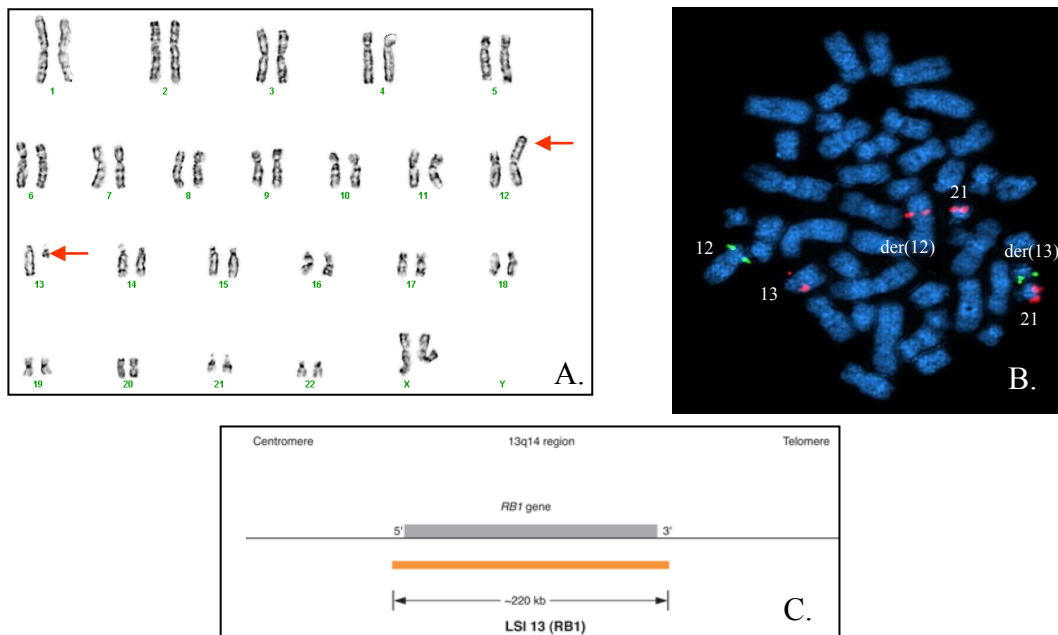 1 2 3 4 5
6 7 8 9 10 11 12
13 14 15 16 17 18
19 20 21 22 X Y
A.
21
der(12)
der(13)
12
13
21
B.
Centromere 13q14 region Telomere
RB1 gene
5' 3'
~220 kb
LSI 13 (RB1)
C.